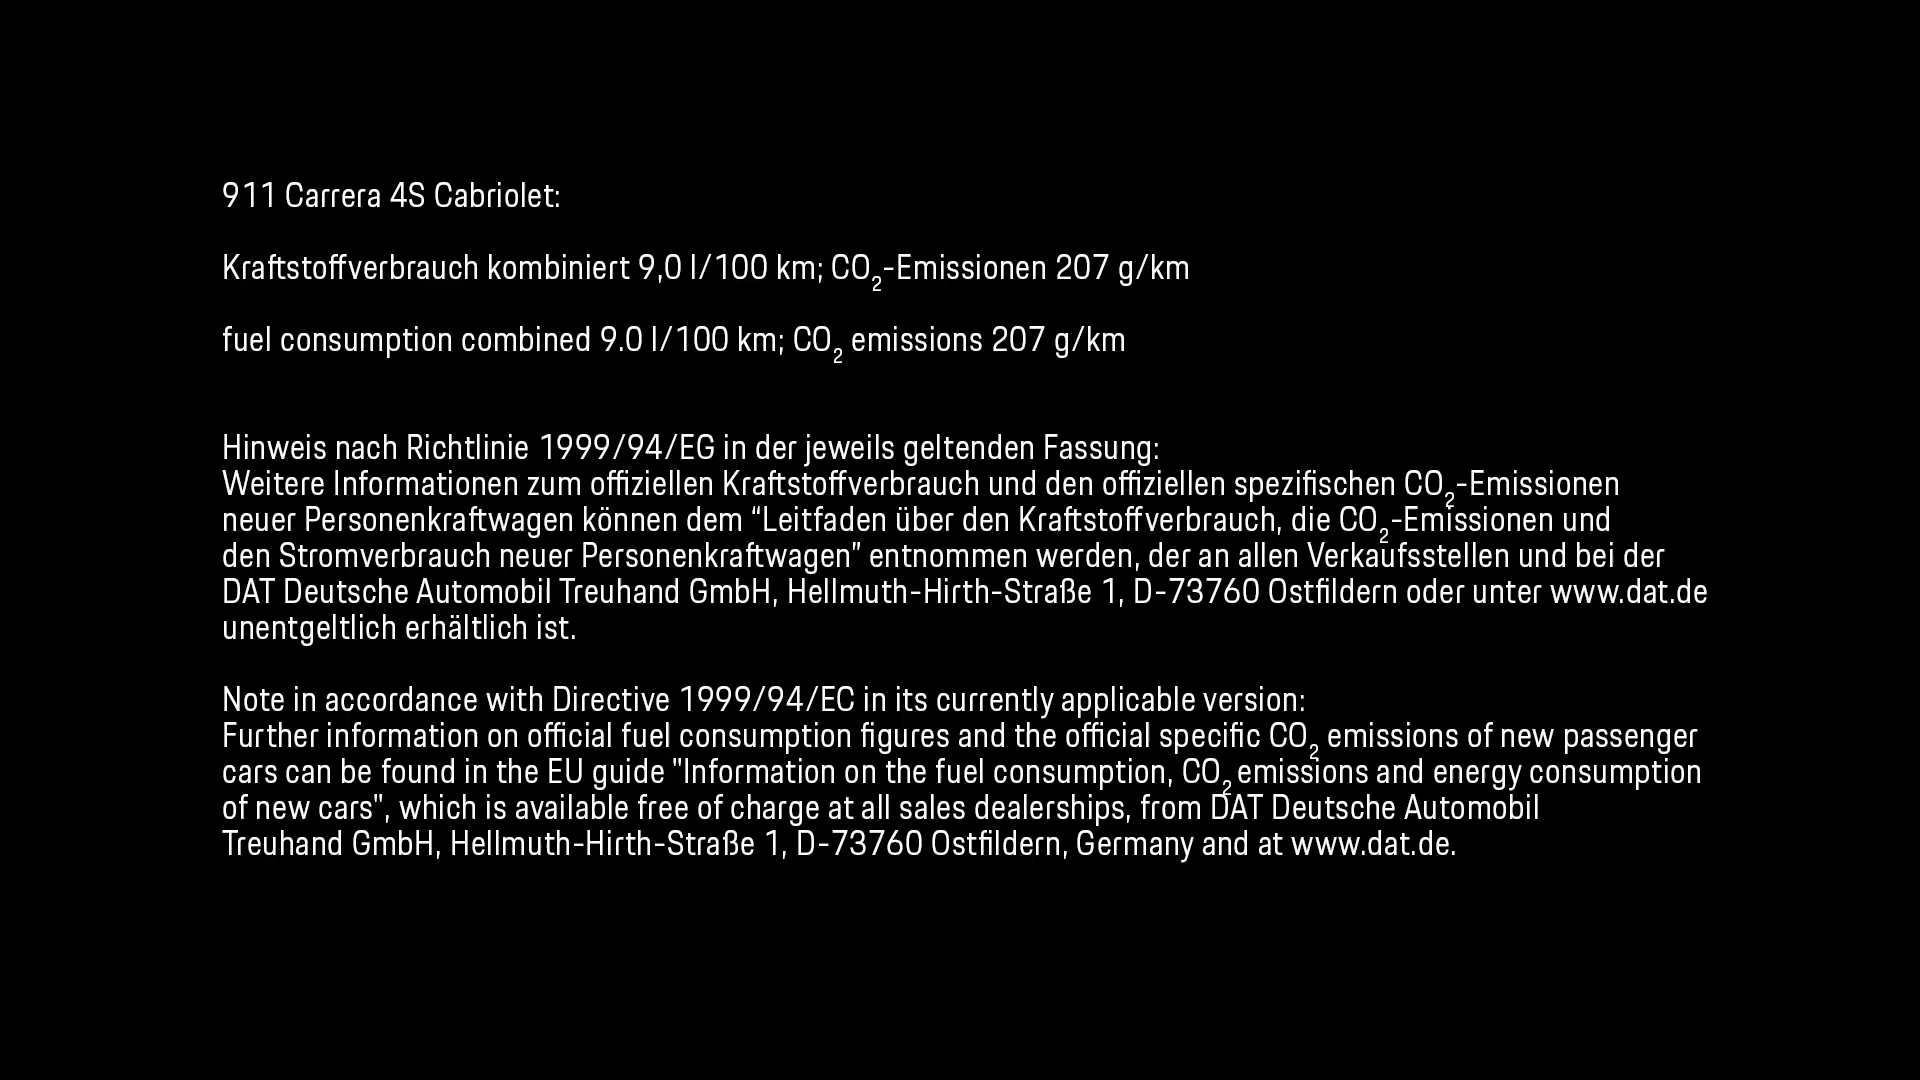 911 Carrera 4S Cabriolet:
Kraftstoffverbrauch kombiniert 9,0 l/100 km; CO₂-Emissionen 207 g/km
fuel consumption combined 9.0 l/100 km; CO₂ emissions 207 g/km
Hinweis nach Richtlinie 1999/94/EG in der jeweils geltenden Fassung:
Weitere Informationen zum offiziellen Kraftstoffverbrauch und den offiziellen spezifischen CO₂-Emissionen
neuer Personenkraftwagen können dem “Leitfaden über den Kraftstoffverbrauch, die CO₂-Emissionen und
den Stromverbrauch neuer Personenkraftwagen” entnommen werden, der an allen Verkaufsstellen und bei der
DAT Deutsche Automobil Treuhand GmbH, Hellmuth-Hirth-Straße 1, D-73760 Ostfildern oder unter www.dat.de
unentgeltlich erhältlich ist.
Note in accordance with Directive 1999/94/EC in its currently applicable version:
Further information on official fuel consumption figures and the official specific CO₂ emissions of new passenger
cars can be found in the EU guide "Information on the fuel consumption, CO₂ emissions and energy consumption
of new cars", which is available free of charge at all sales dealerships, from DAT Deutsche Automobil
Treuhand GmbH, Hellmuth-Hirth-Straße 1, D-73760 Ostfildern, Germany and at www.dat.de.